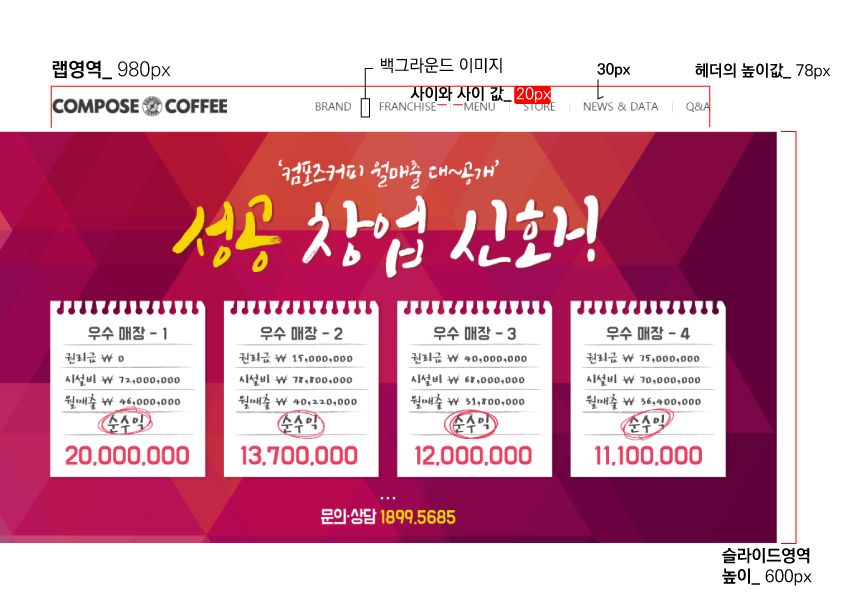 랩영역_ 980px
백그라운드 이미지
30px
헤더의 높이값_ 78px
사이와 사이 값_ 20px
COMPOSE COFFEE
BRAND
FRANCHISE
MENU
STORE
NEWS & DATA
Q&A
'컴포즈커피 월매출 대~공개'
성공 창업 신화!
우수 매장 - 1
권리금 ₩ 0
시설비 ₩ 72,000,000
월매출 ₩ 46,000,000
순수익
20,000,000
우수 매장 - 2
권리금 ₩ 15,000,000
시설비 ₩ 78,800,000
월매출 ₩ 40,220,000
순수익
13,700,000
우수 매장 - 3
권리금 ₩ 40,000,000
시설비 ₩ 68,000,000
월매출 ₩ 31,800,000
순수익
12,000,000
우수 매장 - 4
권리금 ₩ 75,000,000
시설비 ₩ 70,000,000
월매출 ₩ 36,400,000
순수익
11,100,000
문의·상담 1899.5685
슬라이드영역
높이_ 600px